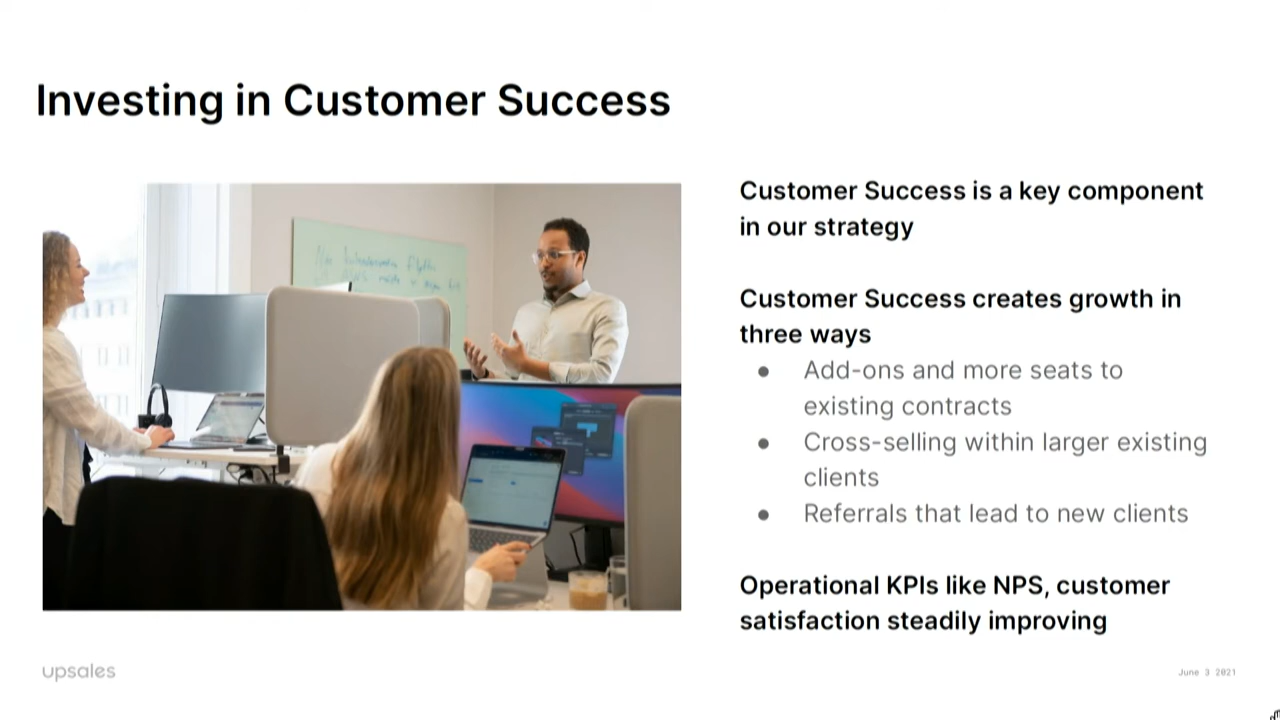 Investing in Customer Success
Customer Success is a key component
in our strategy
Customer Success creates growth in
three ways
● Add-ons and more seats to
existing contracts
● Cross-selling within larger existing
clients
● Referrals that lead to new clients
Operational KPIs like NPS, customer
satisfaction steadily improving
upsales
June 3 2021